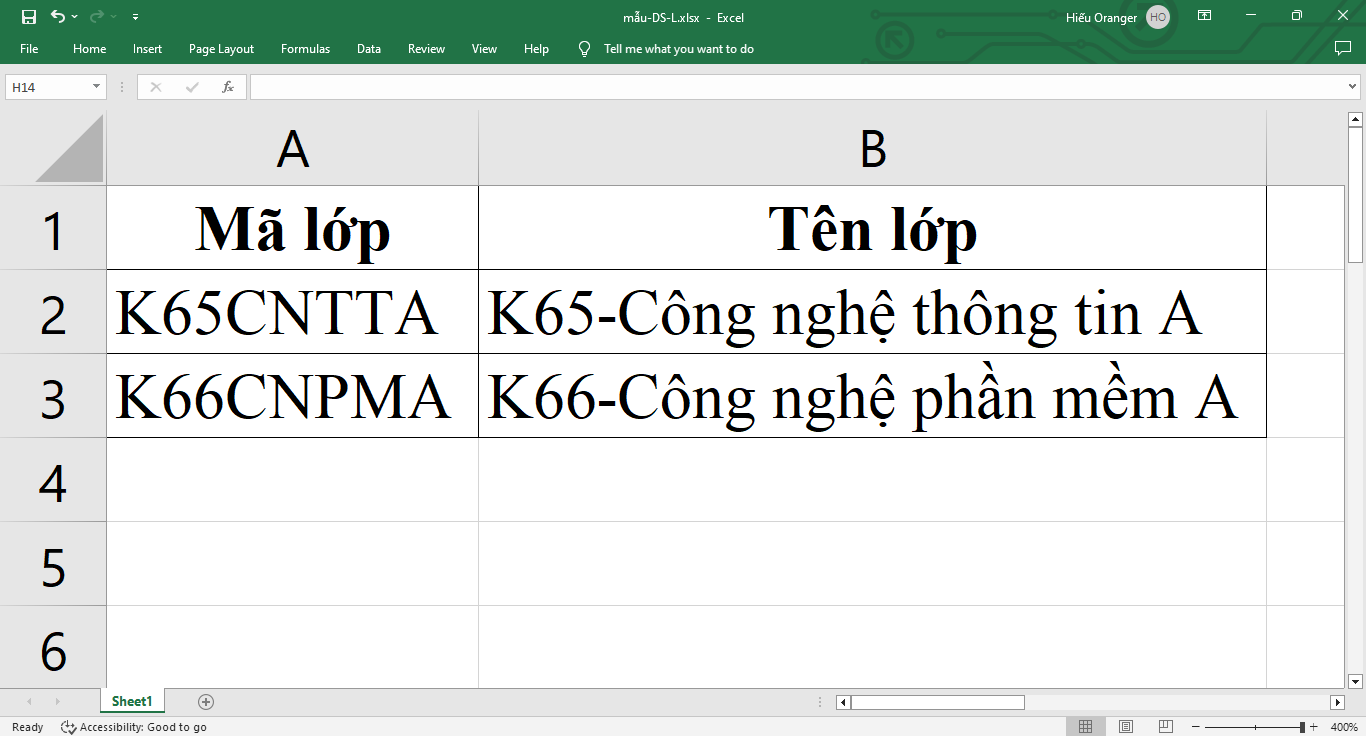 mẫu-DS-L.xlsx - Excel
Hiếu Oranger HO
File Home Insert Page Layout Formulas Data Review View Help Tell me what you want to do
H14 fx
A B
1 Mã lớp Tên lớp
2 K65CNTTA K65-Công nghệ thông tin A
3 K66CNPMA K66-Công nghệ phần mềm A
4
5
6
Sheet1
Ready Accessibility: Good to go 400%